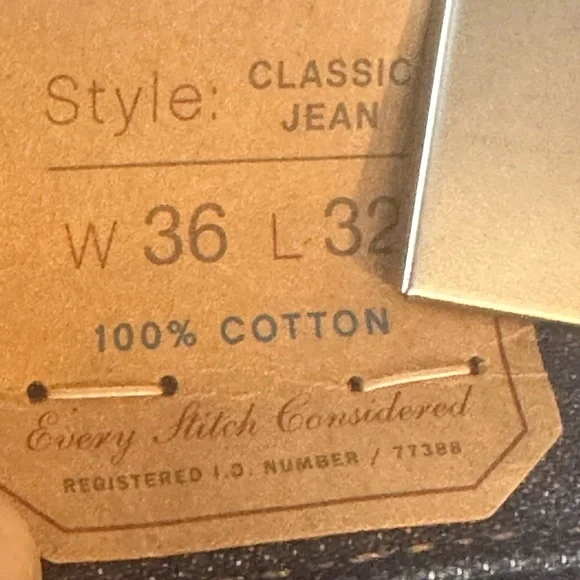 Style: CLASSIC
JEAN
W 36 L 32
100% COTTON
Every Stitch Considered
REGISTERED I.D. NUMBER / 77388